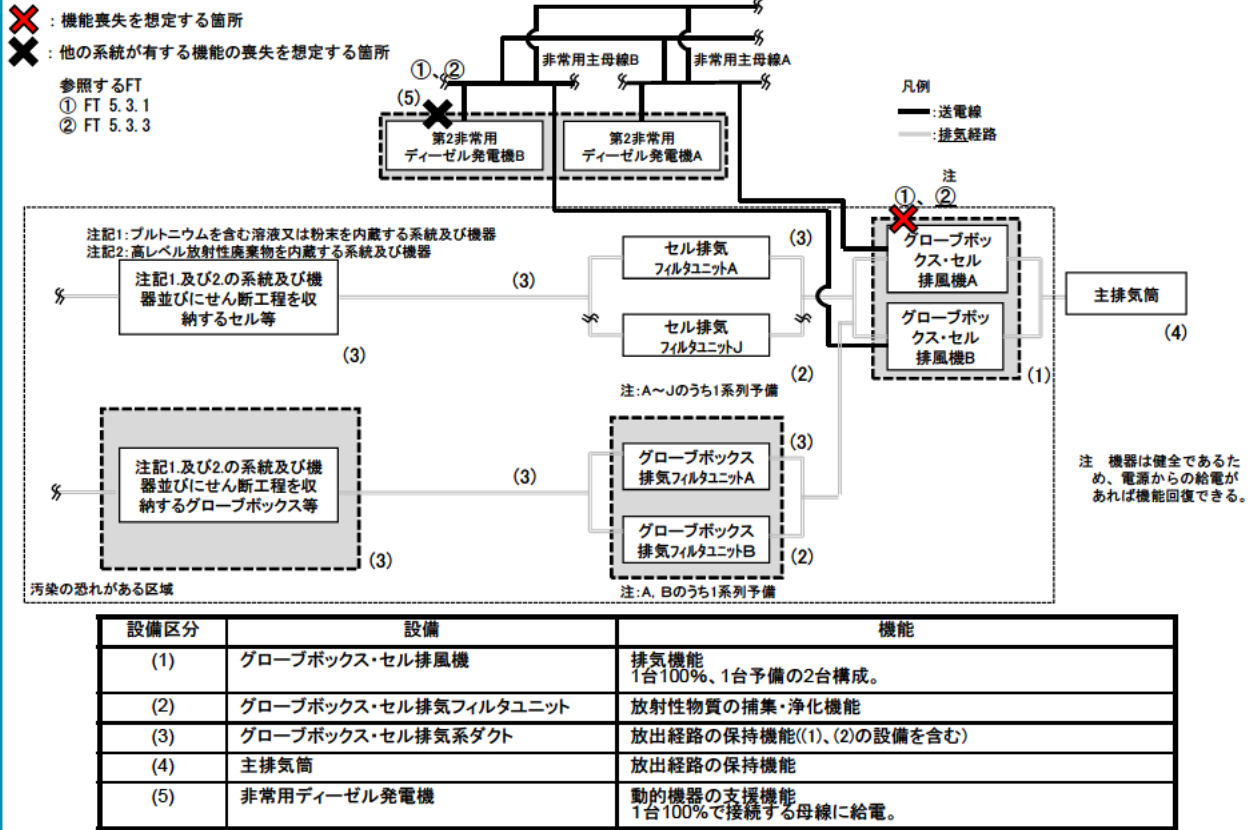 ：機能喪失を想定する箇所
：他の系統が有する機能の喪失を想定する箇所
参照するFT
① FT 5.3.1
② FT 5.3.3
①、②
(5)
非常用主母線B
非常用主母線A
第2非常用
ディーゼル発電機B
第2非常用
ディーゼル発電機A
凡例
：送電線
：排気経路
注
①、②
注記1：プルトニウムを含む溶液又は粉末を内蔵する系統及び機器
注記2：高レベル放射性廃棄物を内蔵する系統及び機器
注記1.及び2.の系統及び機
器並びにせん断工程を収
納するセル等
(3)
(3)
セル排気
フィルタユニットA
(3)
セル排気
フィルタユニットJ
(2)
注：A～Jのうち1系列予備
グローブボッ
クス・セル
排風機A
グローブボッ
クス・セル
排風機B
(1)
主排気筒
(4)
注記1.及び2.の系統及び機
器並びにせん断工程を収
納するグローブボックス等
(3)
(3)
グローブボックス
排気フィルタユニットA
(3)
グローブボックス
排気フィルタユニットB
(2)
注：A, Bのうち1系列予備
注　機器は健全であるた
め、電源からの給電が
あれば機能回復できる。
汚染の恐れがある区域
設備区分 設備 機能
(1) グローブボックス・セル排風機 排気機能
1台100%、1台予備の2台構成。
(2) グローブボックス・セル排気フィルタユニット 放射性物質の捕集・浄化機能
(3) グローブボックス・セル排気系ダクト 放出経路の保持機能((1)、(2)の設備を含む)
(4) 主排気筒 放出経路の保持機能
(5) 非常用ディーゼル発電機 動的機器の支援機能
1台100%で接続する母線に給電。